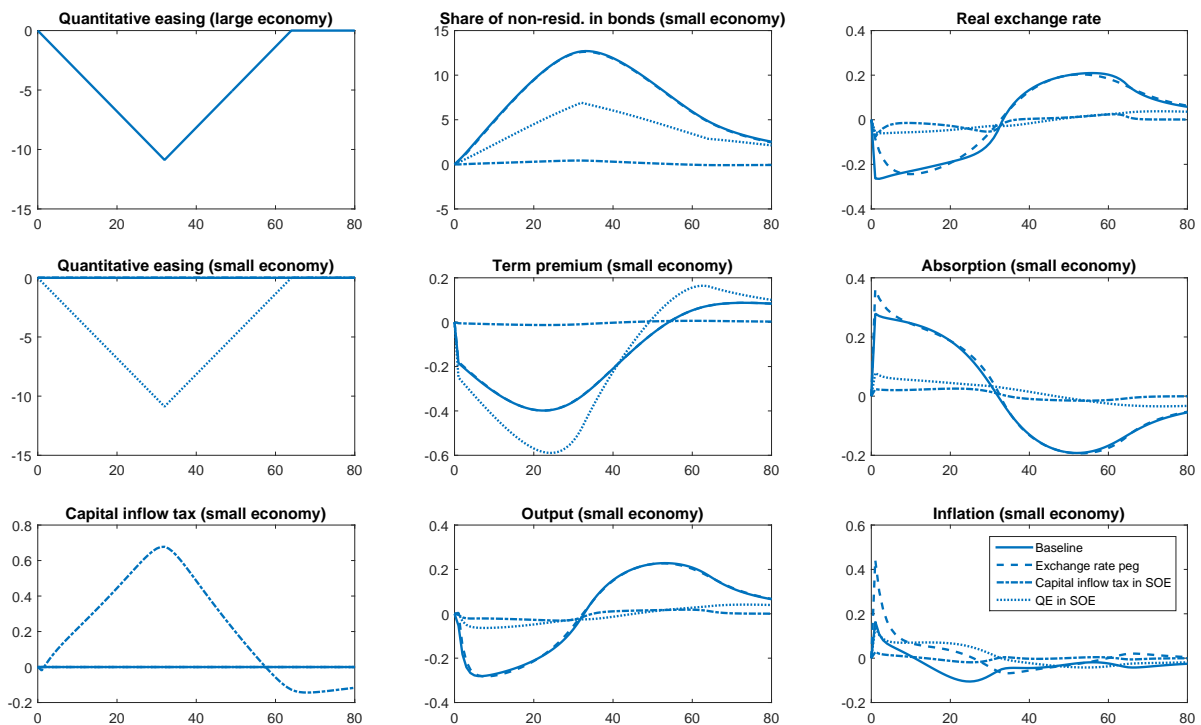 Quantitative easing (large economy)
0
-5
-10
-15
0 20 40 60 80
Share of non-resid. in bonds (small economy)
15
10
5
0
-5
0 20 40 60 80
Real exchange rate
0.4
0.2
0
-0.2
-0.4
0 20 40 60 80
Quantitative easing (small economy)
0
-5
-10
-15
0 20 40 60 80
Term premium (small economy)
0.2
0
-0.2
-0.4
-0.6
0 20 40 60 80
Absorption (small economy)
0.4
0.2
0
-0.2
0 20 40 60 80
Capital inflow tax (small economy)
0.8
0.6
0.4
0.2
0
-0.2
0 20 40 60 80
Output (small economy)
0.4
0.2
0
-0.2
-0.4
0 20 40 60 80
Inflation (small economy)
0.6
0.4
0.2
0
-0.2
0 20 40 60 80
Baseline
Exchange rate peg
Capital inflow tax in SOE
QE in SOE